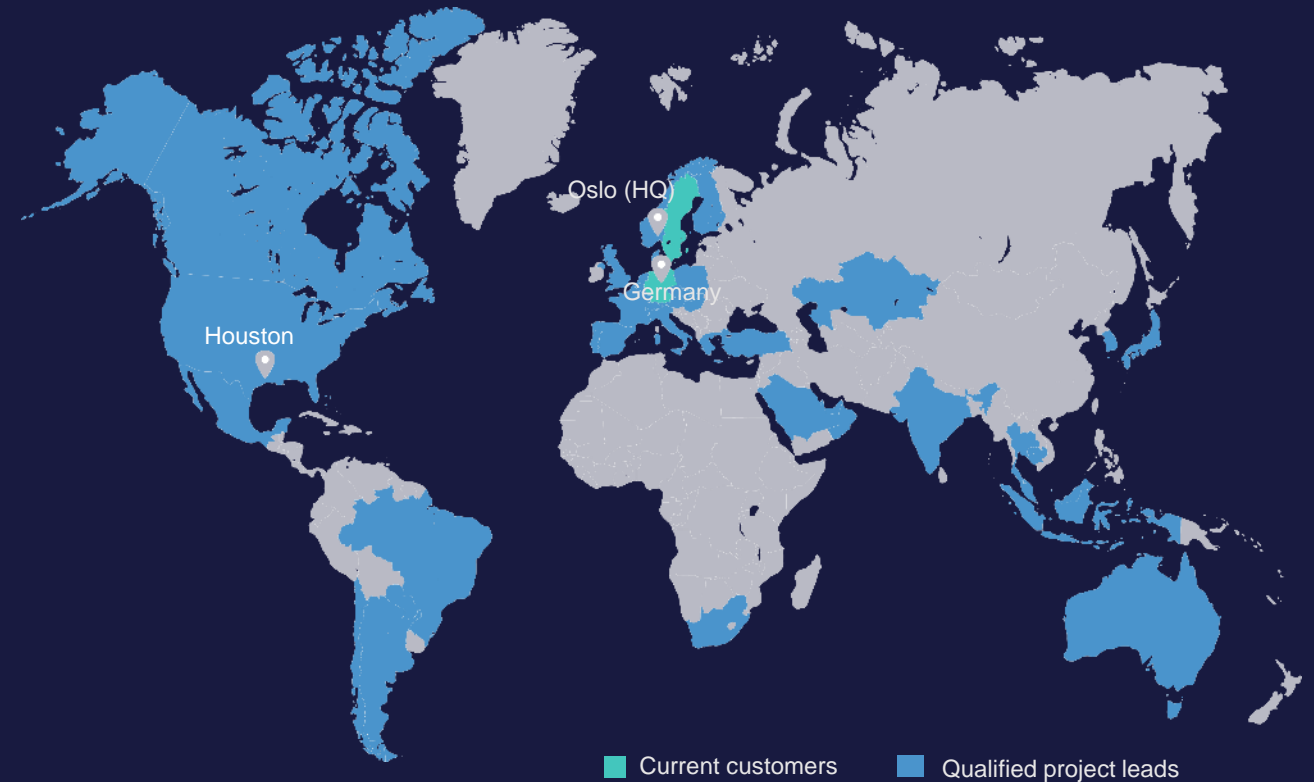 Oslo (HQ)
Germany
Houston
Current customers
Qualified project leads